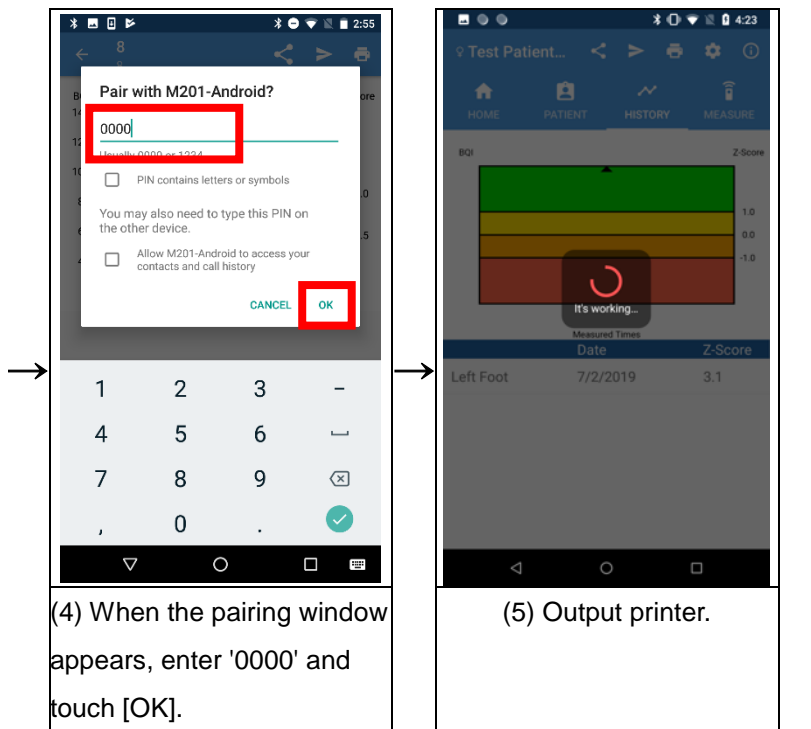 2:55
8
Pair with M201-Android?
0000
Usually 0000 or 1234
PIN contains letters or symbols
You may also need to type this PIN on
the other device.
Allow M201-Android to access your
contacts and call history
CANCEL OK
1 2 3 -
4 5 6
7 8 9
, 0 .
(4) When the pairing window
appears, enter '0000' and
touch [OK].
4:23
Test Patient...
HOME PATIENT HISTORY MEASURE
BQI Z-Score
1.0
0.0
-1.0
It's working...
Measured Times
Date Z-Score
Left Foot 7/2/2019 3.1
(5) Output printer.